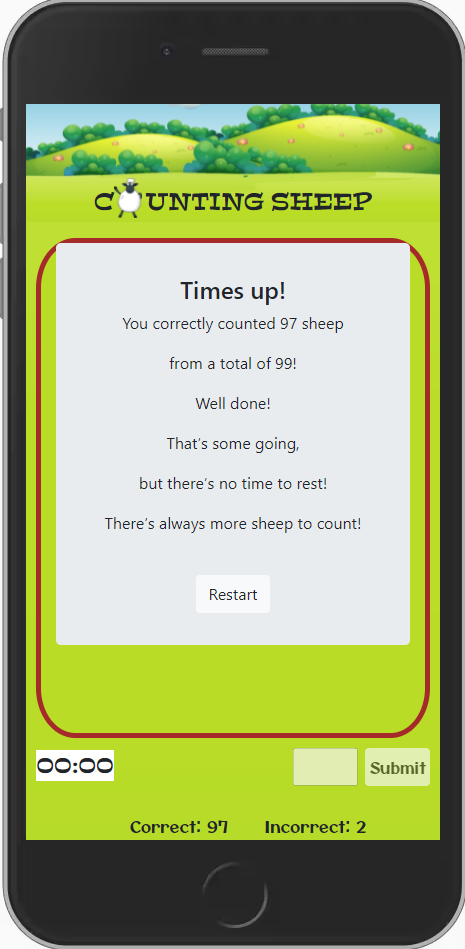 COUNTING SHEEP
Times up!
You correctly counted 97 sheep
from a total of 99!
Well done!
That's some going,
but there's no time to rest!
There's always more sheep to count!
Restart
00:00
Submit
Correct: 97 Incorrect: 2